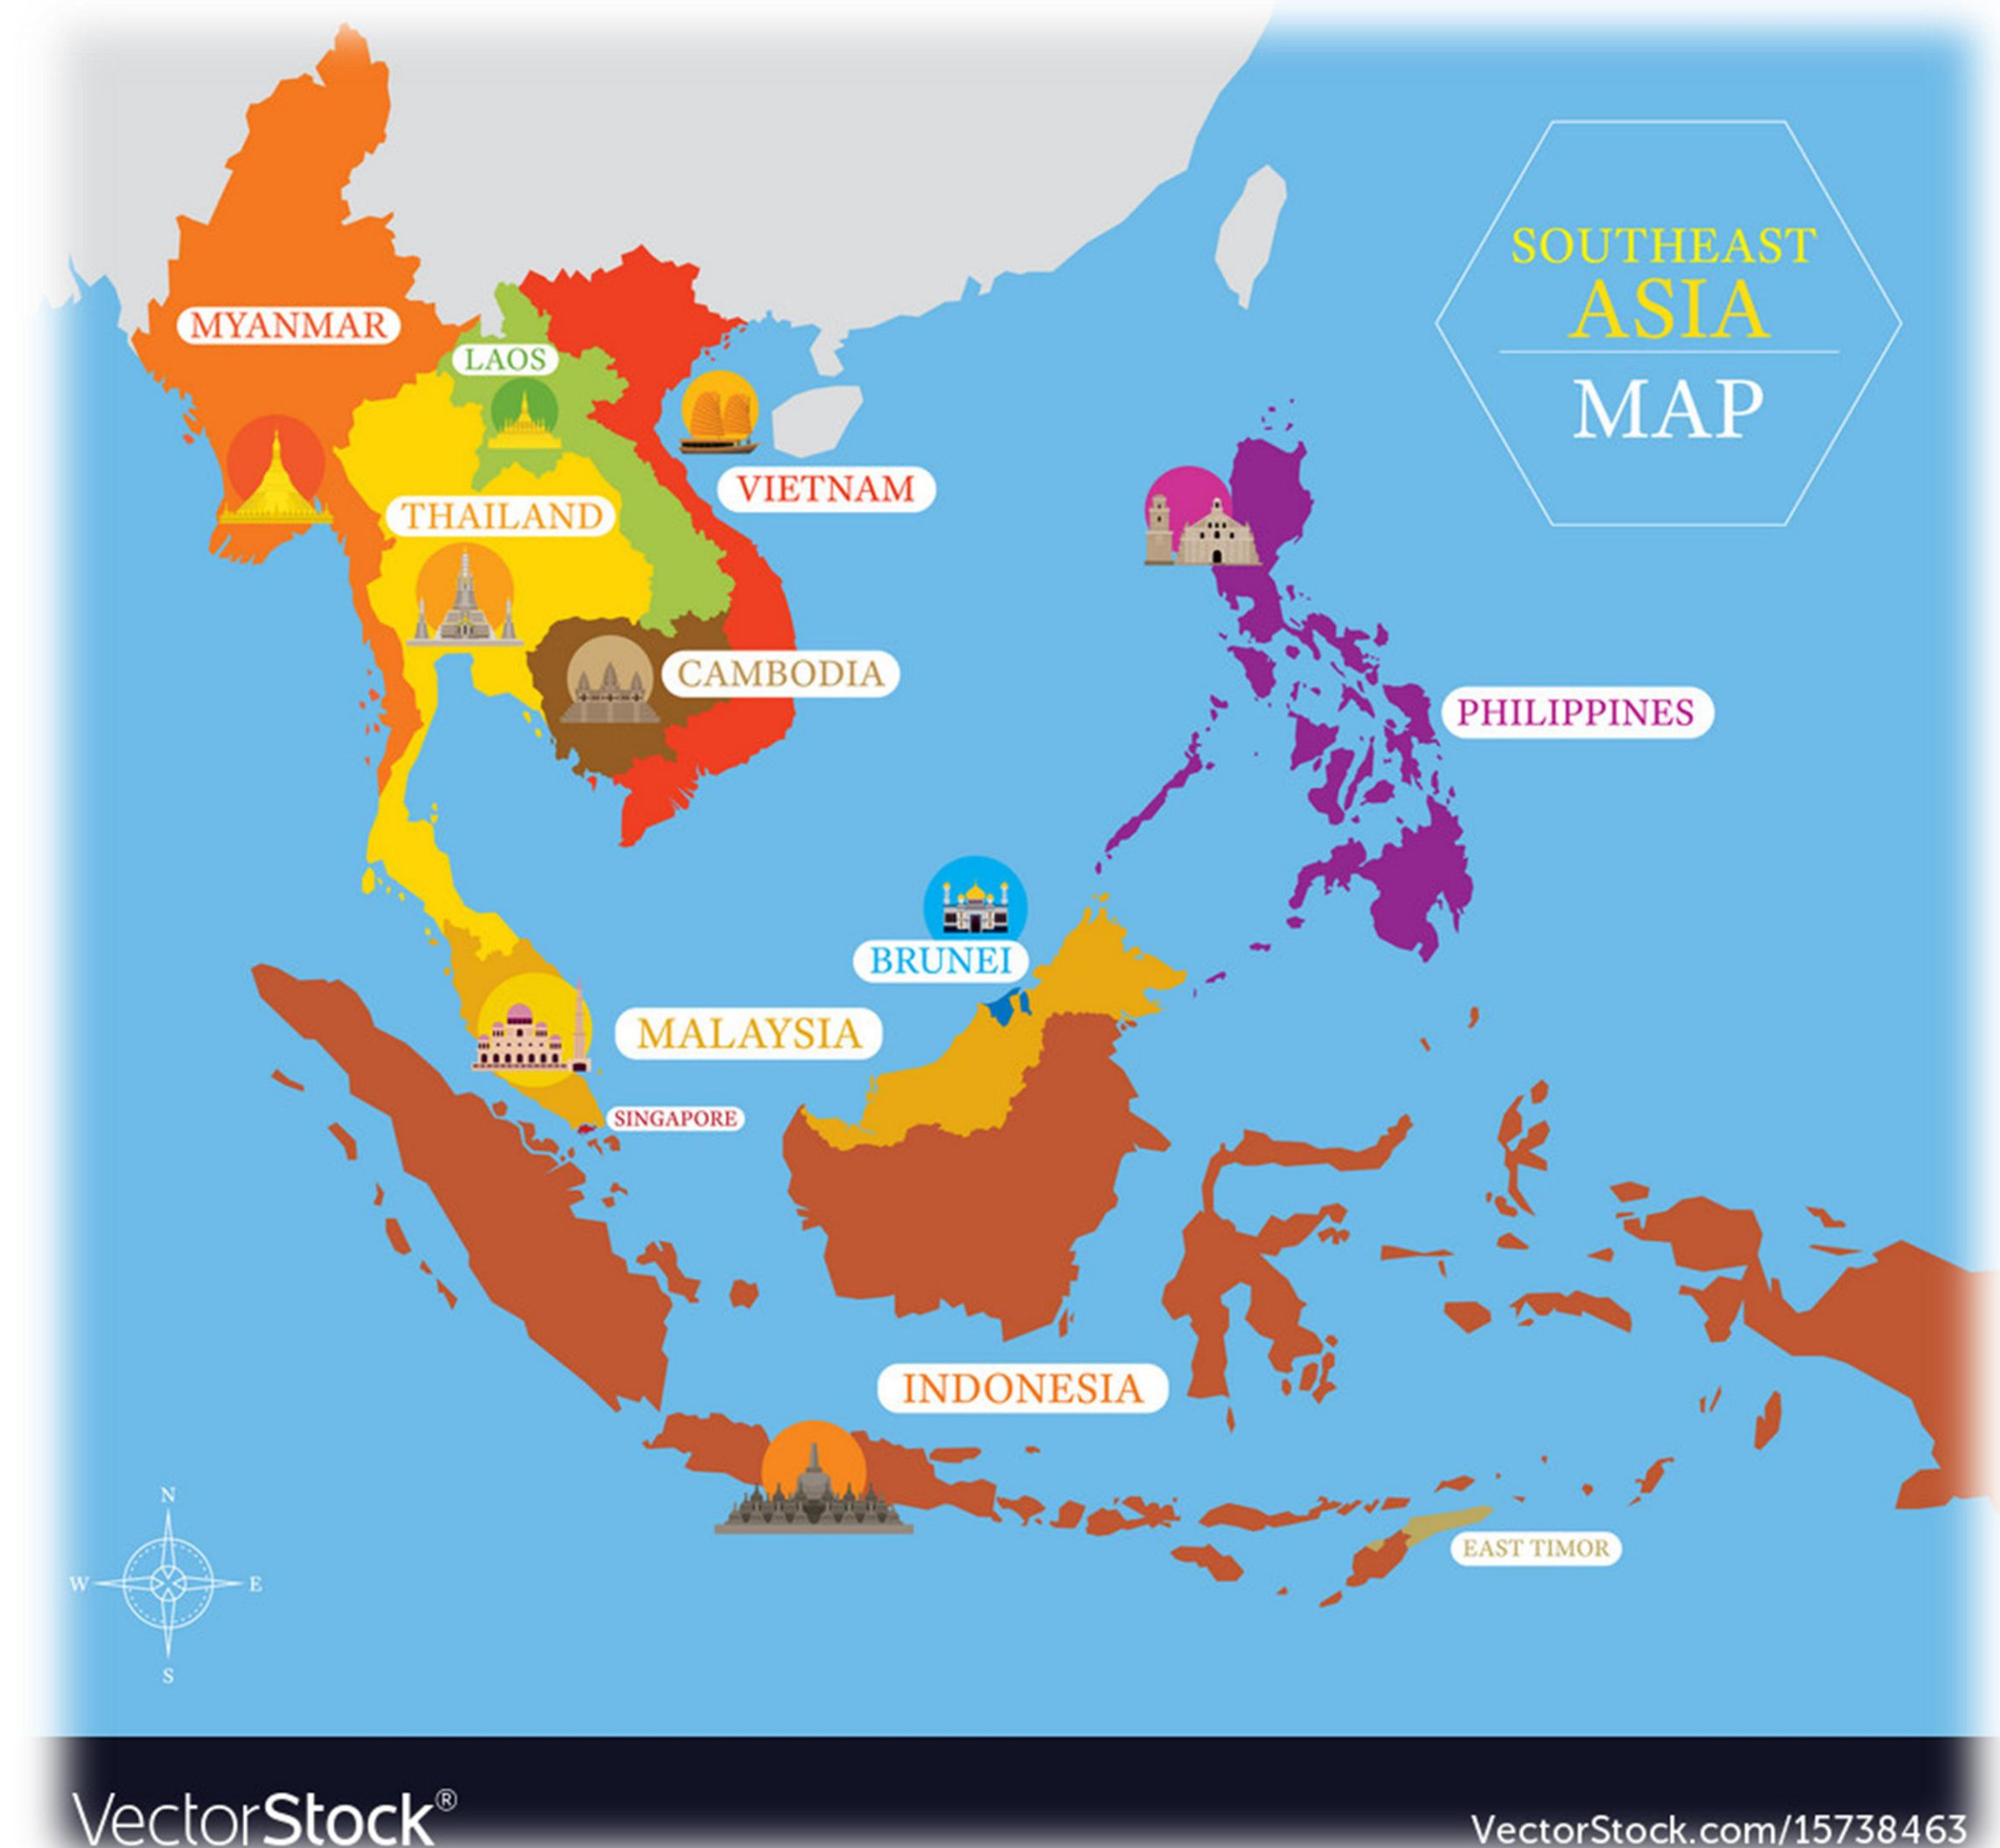 SOUTHEAST
ASIA
MAP
MYANMAR
LAOS
VIETNAM
THAILAND
CAMBODIA
PHILIPPINES
BRUNEI
MALAYSIA
SINGAPORE
INDONESIA
EAST TIMOR
N
W E
S
VectorStock®
VectorStock.com/15738463